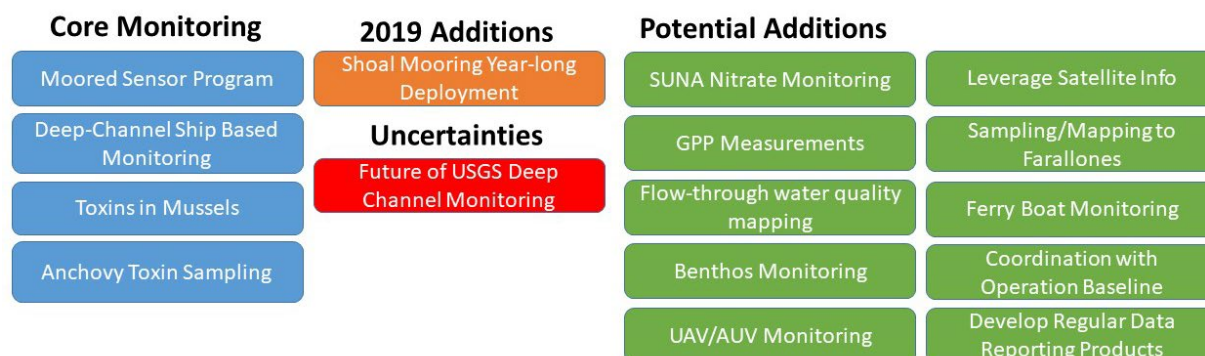 Core Monitoring
Moored Sensor Program
Deep-Channel Ship Based
Monitoring
Toxins in Mussels
Anchovy Toxin Sampling
2019 Additions
Shoal Mooring Year-long
Deployment
Uncertainties
Future of USGS Deep
Channel Monitoring
Potential Additions
SUNA Nitrate Monitoring
GPP Measurements
Flow-through water quality
mapping
Benthos Monitoring
UAV/AUV Monitoring
Leverage Satellite Info
Sampling/Mapping to
Farallones
Ferry Boat Monitoring
Coordination with
Operation Baseline
Develop Regular Data
Reporting Products